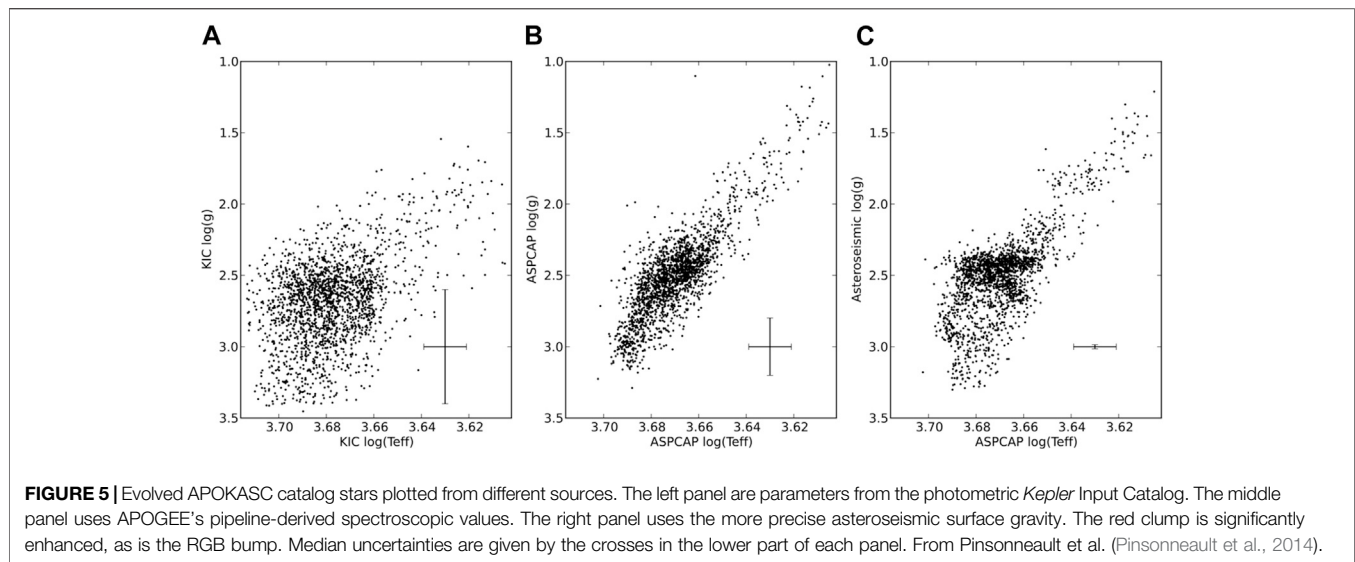 A
B
C
1.0
1.5
2.0
2.5
3.0
3.5
KIC log(g)
3.70 3.68 3.66 3.64 3.62
KIC log(Teff)
1.0
1.5
2.0
2.5
3.0
3.5
ASPCAP log(g)
3.70 3.68 3.66 3.64 3.62
ASPCAP log(Teff)
1.0
1.5
2.0
2.5
3.0
3.5
Asteroseismic log(g)
3.70 3.68 3.66 3.64 3.62
ASPCAP log(Teff)
FIGURE 5 | Evolved APOKASC catalog stars plotted from different sources. The left panel are parameters from the photometric Kepler Input Catalog. The middle
panel uses APOGEE's pipeline-derived spectroscopic values. The right panel uses the more precise asteroseismic surface gravity. The red clump is significantly
enhanced, as is the RGB bump. Median uncertainties are given by the crosses in the lower part of each panel. From Pinsonneault et al. (Pinsonneault et al., 2014).